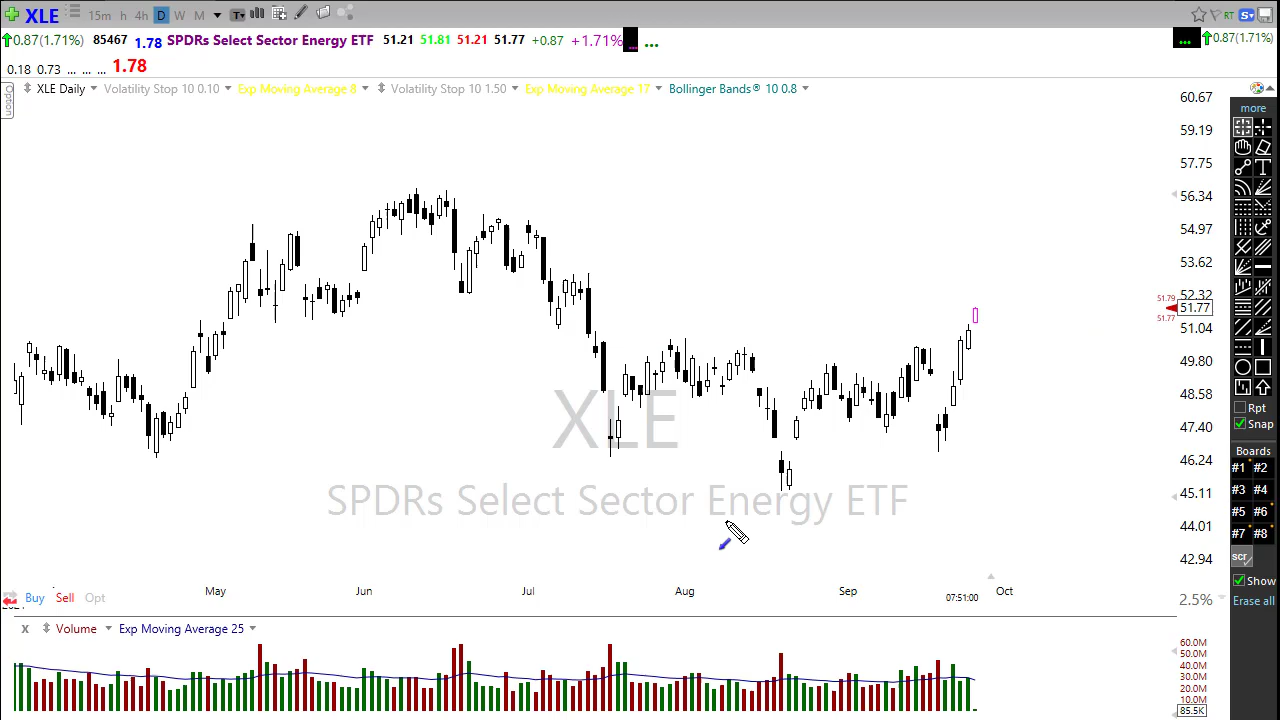 XLE 15m h 4h D W M T RT S
0.87(1.71%) 85467 1.78 SPDRs Select Sector Energy ETF 51.21 51.81 51.21 51.77 +0.87 +1.71% ... ... ... 0.87(1.71%)
0.18 0.73 ... ... ... 1.78
Option
XLE Daily Volatility Stop 10 0.10 Exp Moving Average 8 Volatility Stop 10 1.50 Exp Moving Average 17 Bollinger Bands® 10 0.8
60.67
59.19
57.75
56.34
54.97
53.62
52.32
51.79
51.77
51.77
51.04
49.80
48.58
47.40
46.24
45.11
44.01
42.94
2.5%
XLE
SPDRs Select Sector Energy ETF
May Jun Jul Aug Sep Oct
07:51:00
Buy Sell Opt
X Volume Exp Moving Average 25
60.0M
50.0M
40.0M
30.0M
20.0M
10.0M
85.5K
more
T
Rpt
Snap
Boards
#1 #2
#3 #4
#5 #6
#7 #8
scr
Show
Erase all